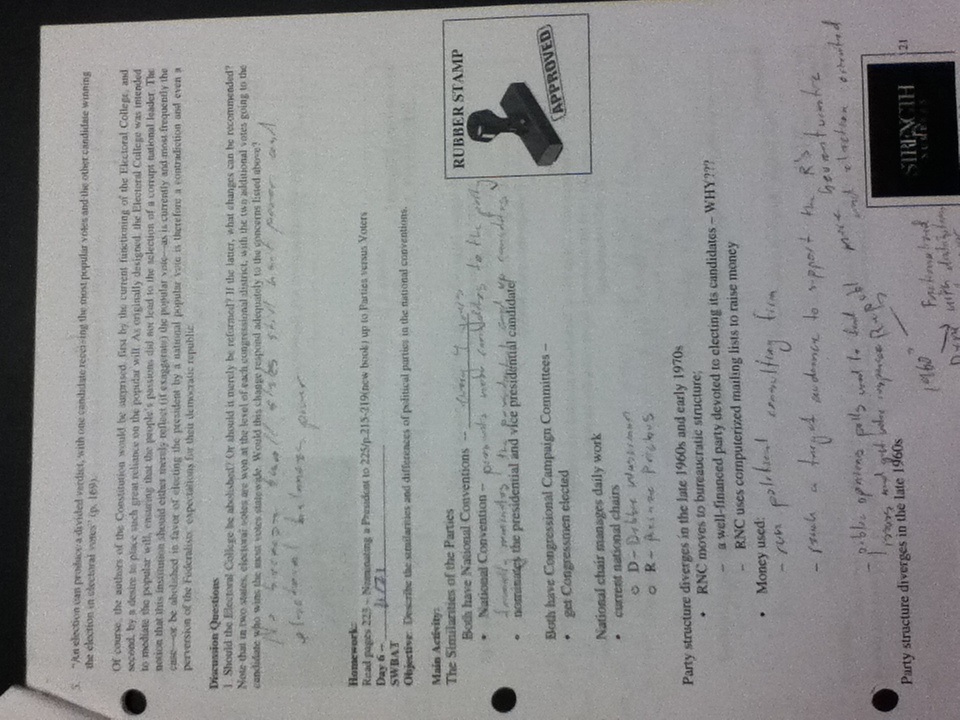 5. "An election can produce a divided verdict, with one candidate receiving the most popular votes and the other candidate winning
the election in electoral votes" (p. 169).
Of course, the authors of the Constitution would be surprised, first by the current functioning of the Electoral College, and
second, by a desire to place such great reliance on the popular will. As originally designed, the Electoral College was intended
to mediate the popular will, ensuring that the people's passions did not lead to the selection of a corrupt national leader. The
notion that this institution should either merely reflect (if exaggerate) the popular vote—as is currently and most frequently the
case—or be abolished in favor of electing the president by a national popular vote is therefore a contradiction and even a
perversion of the Federalists' expectations for their democratic republic.
Discussion Questions
1. Should the Electoral College be abolished? Or should it merely be reformed? If the latter, what changes can be recommended?
Note that in two states, electoral votes are won at the level of each congressional district, with the two additional votes going to the
candidate who wins the most votes statewide. Would this change respond adequately to the concerns listed above?
No because small states still want power and
electoral balances power
Homework:
Read pages 223 – Nominating a President to 225/p.215-219(new book) up to Parties versus Voters
Day 6 –
SWBAT
Objective: Describe the similarities and differences of political parties in the national conventions.
Main Activity:
The Similarities of the Parties
Both have National Conventions – every 4 years
• National Convention – presents candidates to the party
formally nominates the
• nominates the presidential and vice presidential candidate
RUBBER STAMP
APPROVED
Both have Congressional Campaign Committees –
• get Congressmen elected
National chair manages daily work
• current national chairs
o D – Debbie Wasserman
o R – Reince Priebus
Party structure diverges in the late 1960s and early 1970s
• RNC moves to bureaucratic structure;
– a well-financed party devoted to electing its candidates – WHY???
– RNC uses computerized mailing lists to raise money
• Money used:
– run political consulting firm
– reach a target audience to support the R's
– public opinions polls used to find
issues and get voter response
Repubs
more beurantucratic
and election oriented
Party structure diverges in the late 1960s
1960s
Factionalized
with
STRENGTH
IN
NUMBERS
21